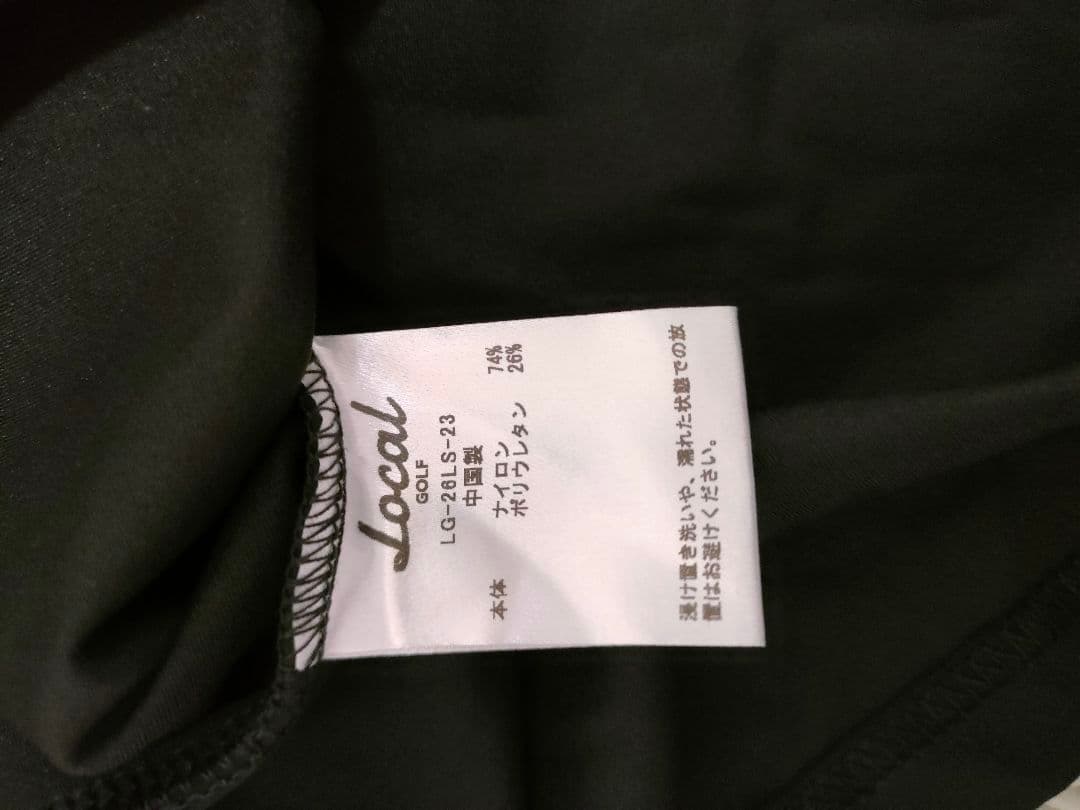 Local
GOLF
LG-26LS-23
中国製
本体 ナイロン 74%
ポリウレタン 26%
浸け置き洗いや、濡れた状態での放
置はお避けください。